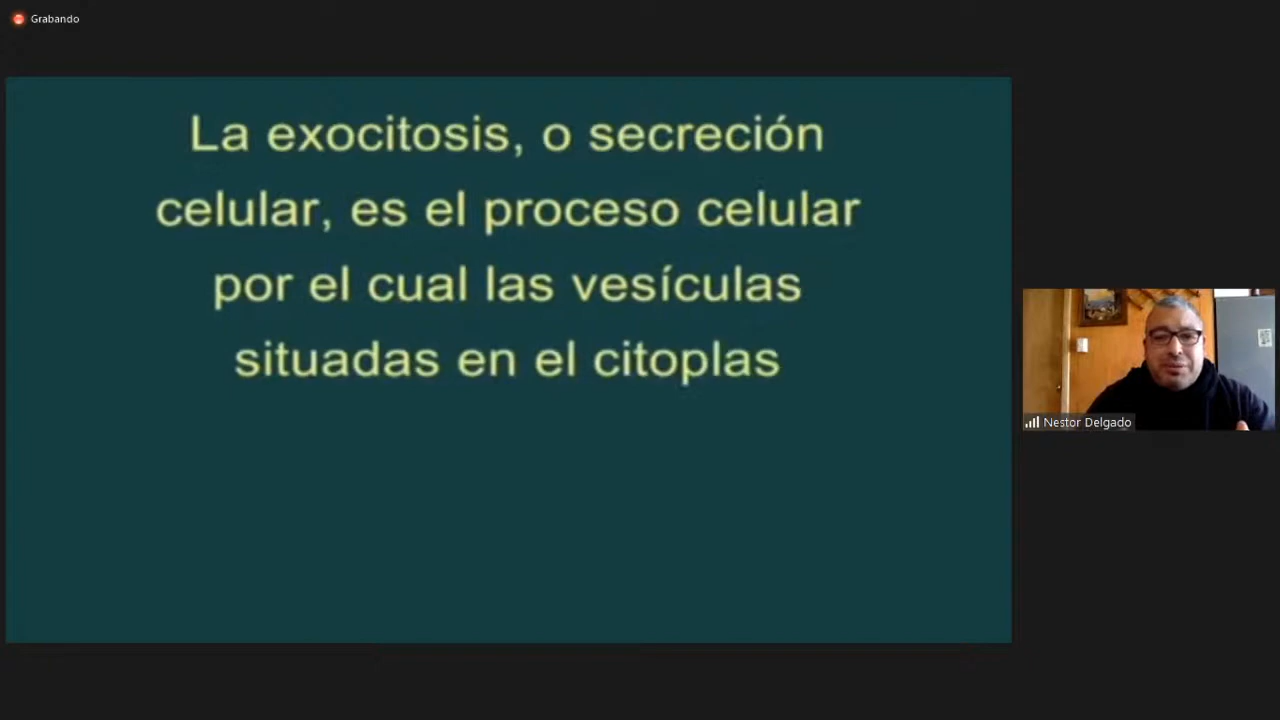 Grabando
La exocitosis, o secreción
celular, es el proceso celular
por el cual las vesículas
situadas en el citoplas
Nestor Delgado